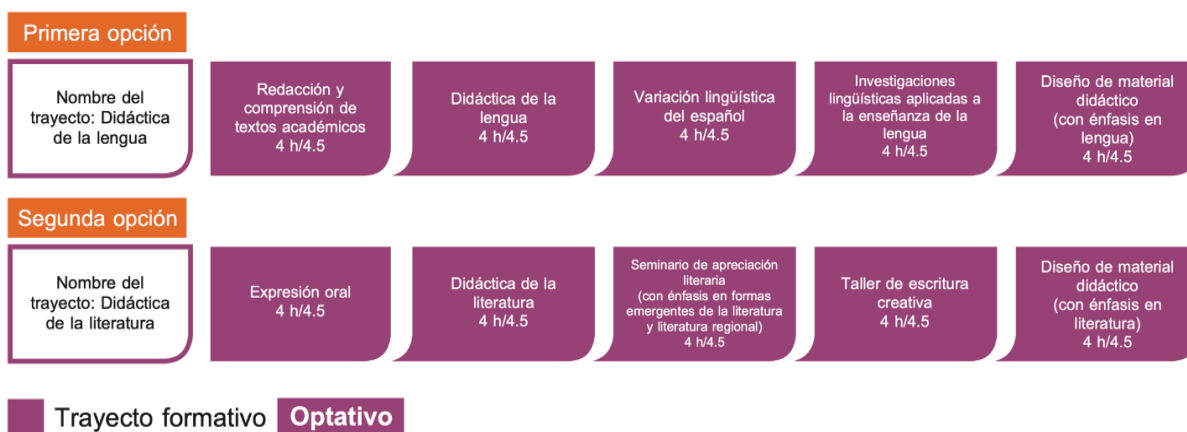 Primera opción
Nombre del
trayecto: Didáctica
de la lengua
Redacción y
comprensión de
textos académicos
4 h/4.5
Didáctica de la
lengua
4 h/4.5
Variación lingüística
del español
4 h/4.5
Investigaciones
lingüísticas aplicadas a
la enseñanza de la
lengua
4 h/4.5
Diseño de material
didáctico
(con énfasis en
lengua)
4 h/4.5
Segunda opción
Nombre del
trayecto: Didáctica
de la literatura
Expresión oral
4 h/4.5
Didáctica de la
literatura
4 h/4.5
Seminario de apreciación
literaria
(con énfasis en formas
emergentes de la literatura
y literatura regional)
4 h/4.5
Taller de escritura
creativa
4 h/4.5
Diseño de material
didáctico
(con énfasis en
literatura)
4 h/4.5
Trayecto formativo Optativo